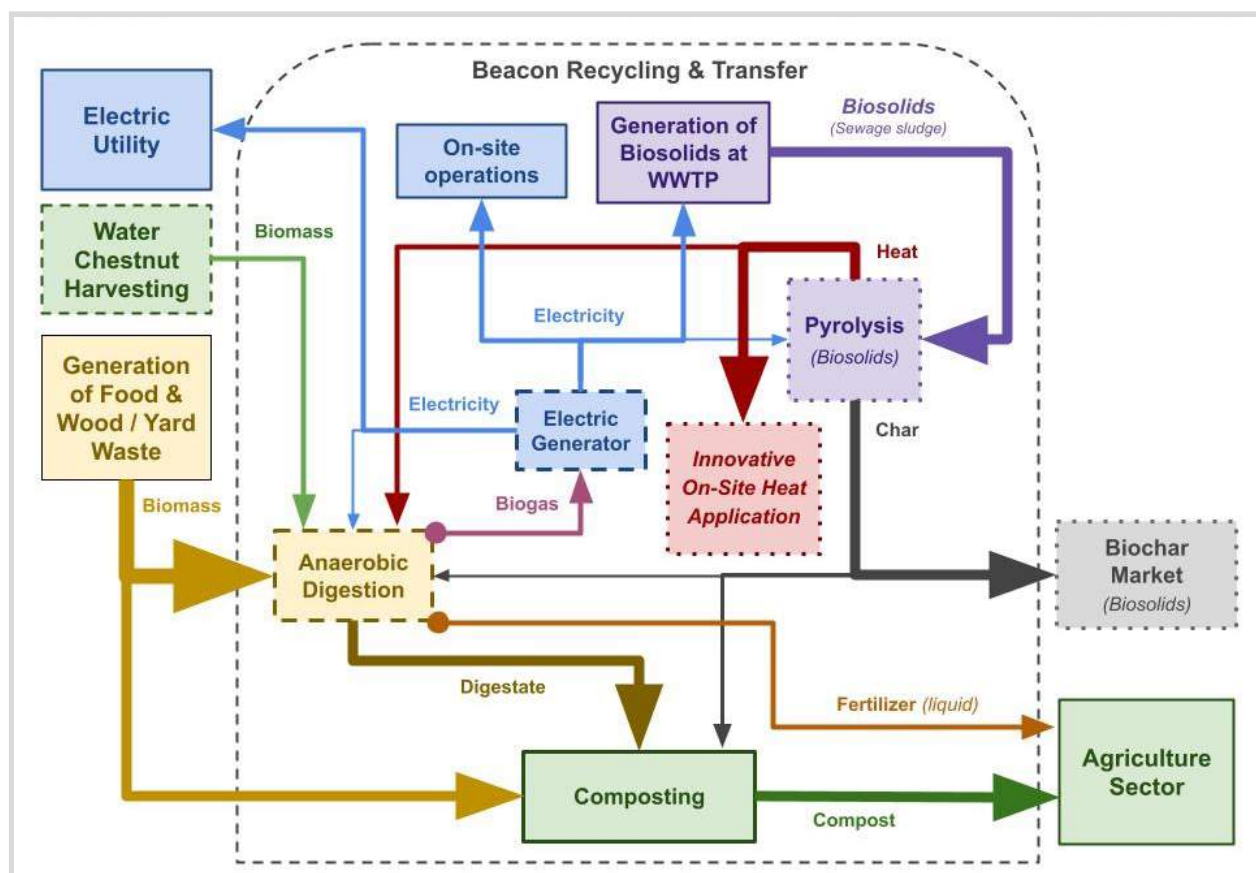 Beacon Recycling & Transfer
Electric
Utility
On-site
operations
Generation of
Biosolids at
WWTP
Biosolids
(Sewage sludge)
Water
Chestnut
Harvesting
Biomass
Heat
Generation
of Food &
Wood / Yard
Waste
Electricity
Pyrolysis
(Biosolids)
Electricity
Electric
Generator
Char
Innovative
On-Site Heat
Application
Biomass
Biogas
Anaerobic
Digestion
Biochar
Market
(Biosolids)
Digestate
Fertilizer (liquid)
Agriculture
Sector
Composting
Compost